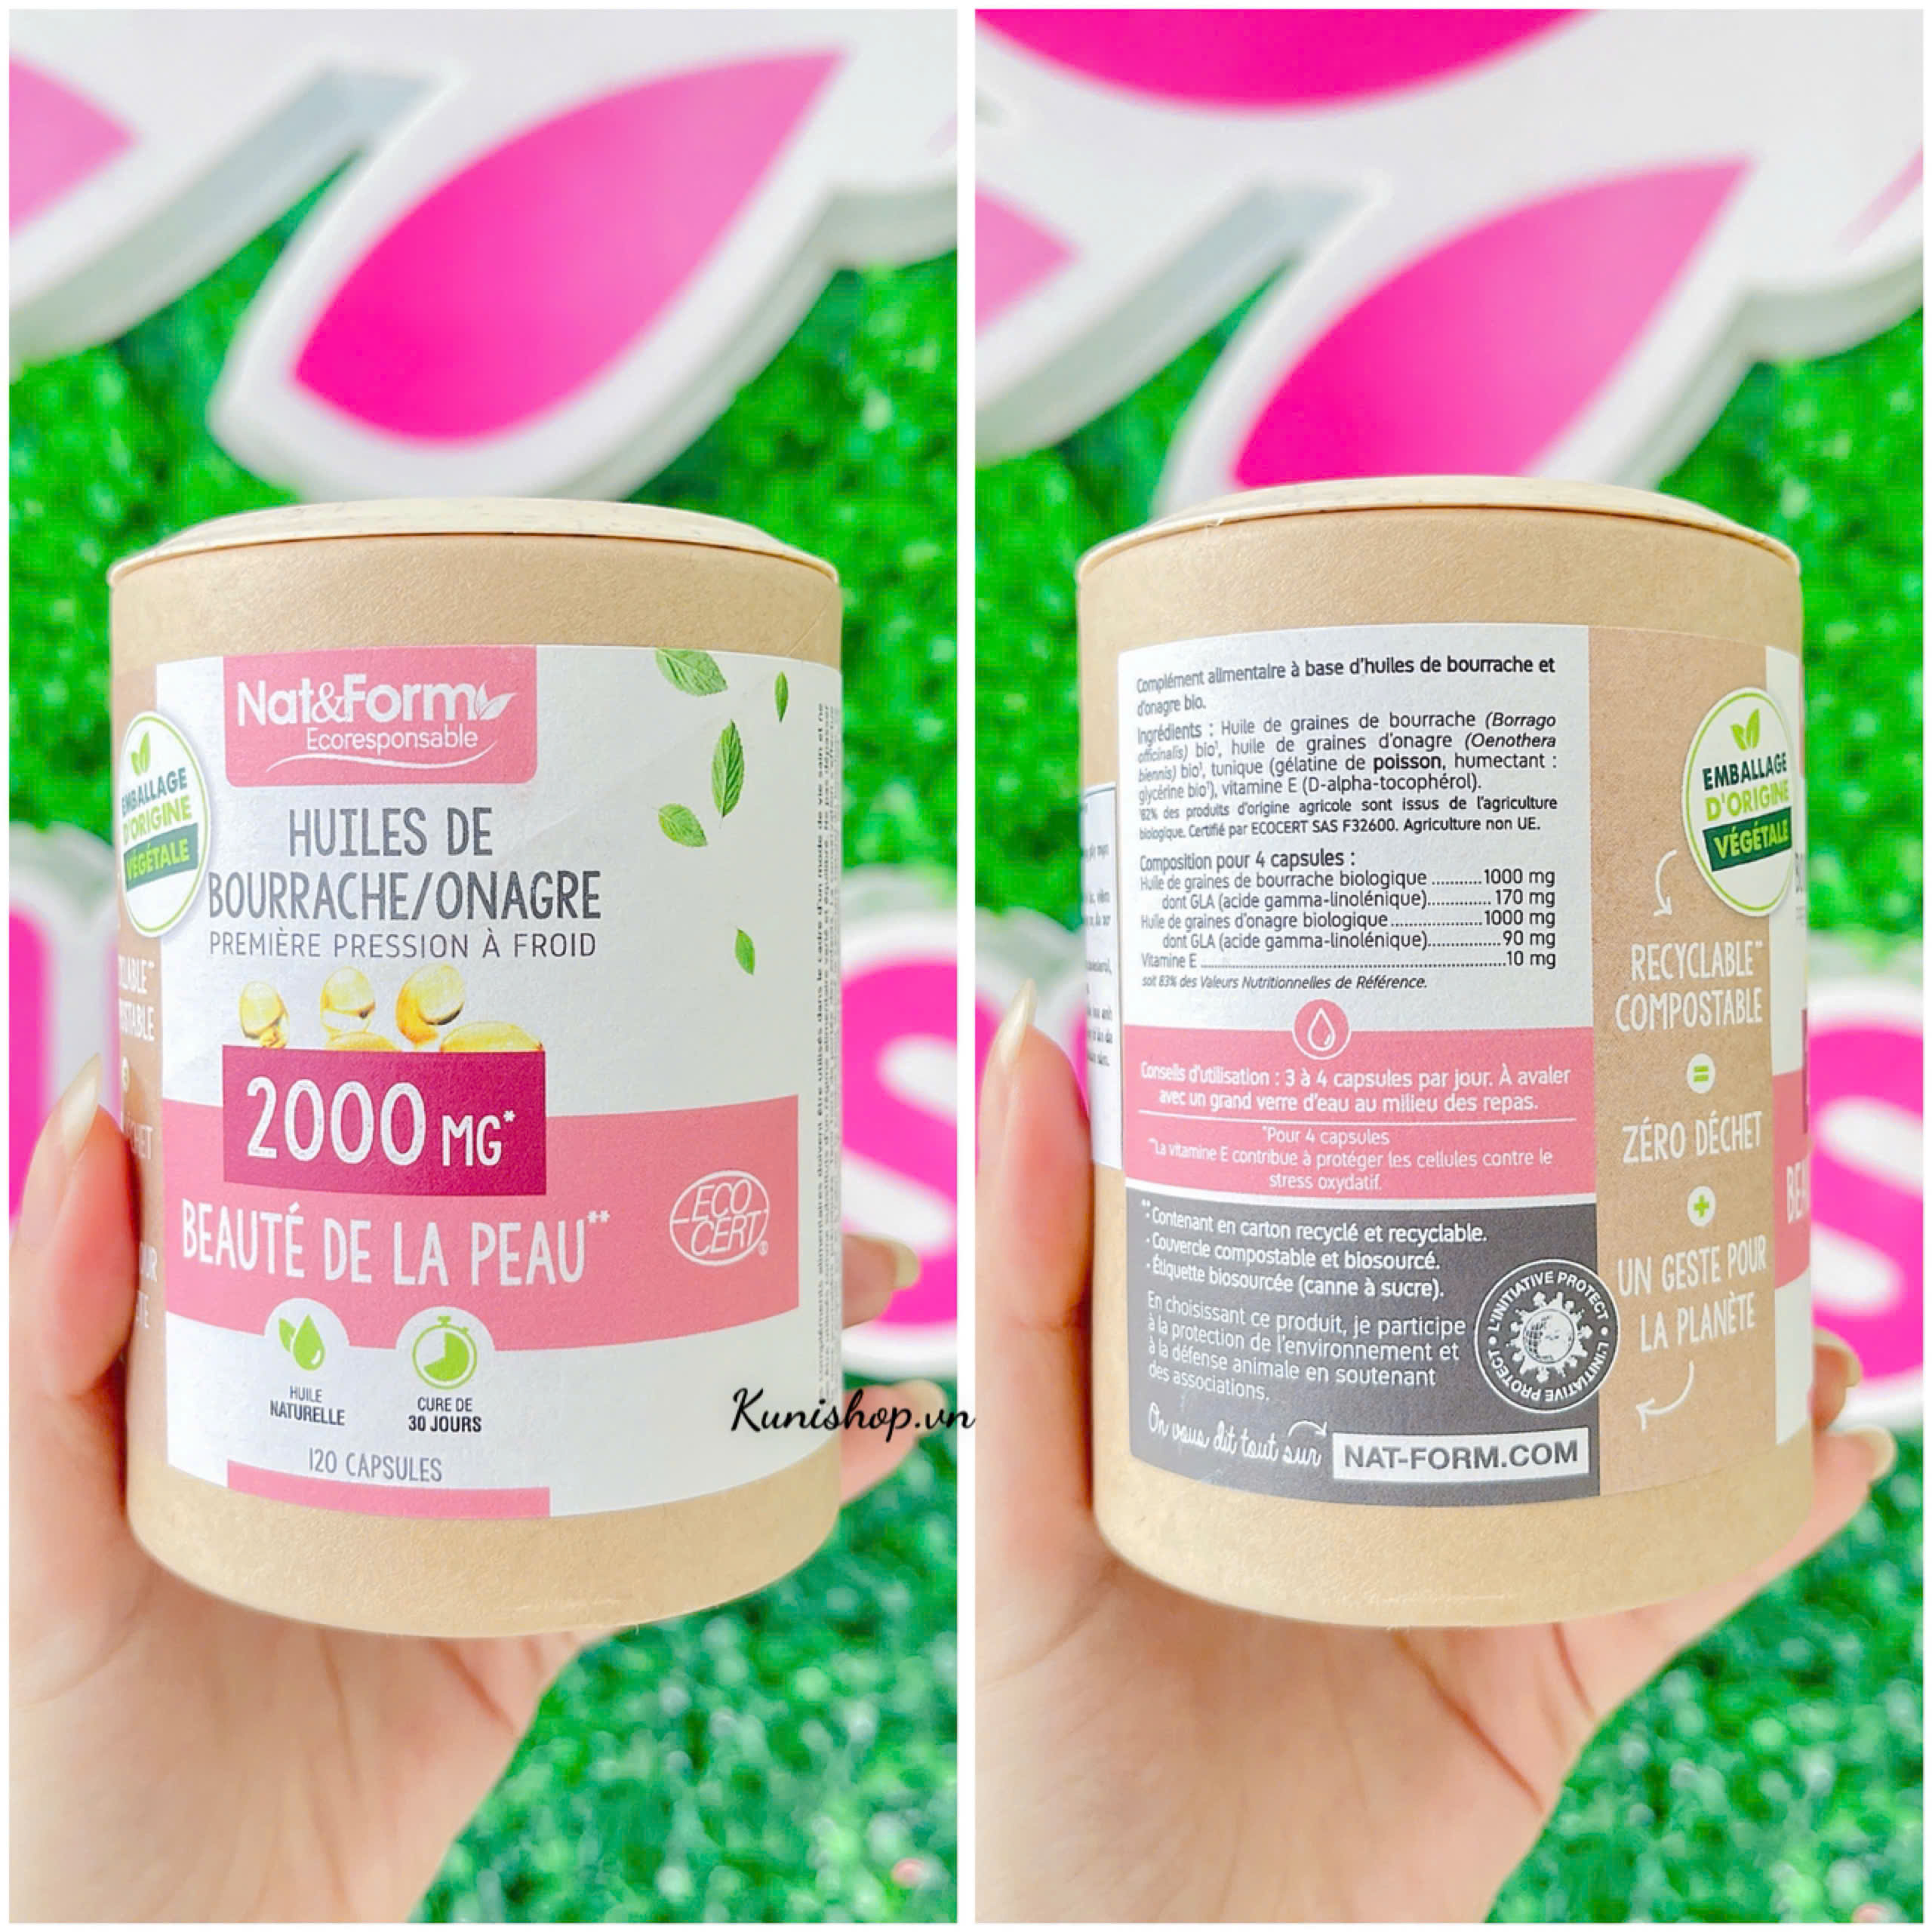 Nat&Form
Ecoresponsable
EMBALLAGE
D'ORIGINE
VÉGÉTALE
HUILES DE
BOURRACHE/ONAGRE
PREMIÈRE PRESSION À FROID
2000 MG*
BEAUTÉ DE LA PEAU**
ECO
CERT
HUILE
NATURELLE
CURE DE
30 JOURS
120 CAPSULES
Kunishop.vn
Complément alimentaire à base d'huiles de bourrache et
d'onagre bio.
Ingrédients : Huile de graines de bourrache (Borrago
officinalis) bio¹, huile de graines d'onagre (Oenothera
biennis) bio¹, tunique (gélatine de poisson, humectant :
glycérine bio¹), vitamine E (D-alpha-tocophérol).
¹82% des produits d'origine agricole sont issus de l'agriculture
biologique. Certifié par ECOCERT SAS F32600. Agriculture non UE.
Composition pour 4 capsules :
Huile de graines de bourrache biologique ............ 1000 mg
dont GLA (acide gamma-linolénique)............... 170 mg
Huile de graines d'onagre biologique.....................1000 mg
dont GLA (acide gamma-linolénique)................. 90 mg
Vitamine E ..................................................................... 10 mg
soit 83% des Valeurs Nutritionnelles de Référence.
Conseils d'utilisation : 3 à 4 capsules par jour. À avaler
avec un grand verre d'eau au milieu des repas.
*Pour 4 capsules
**La vitamine E contribue à protéger les cellules contre le
stress oxydatif.
***• Contenant en carton recyclé et recyclable.
• Couvercle compostable et biosourcé.
• Étiquette biosourcée (canne à sucre).
En choisissant ce produit, je participe
à la protection de l'environnement et
à la défense animale en soutenant
des associations.
L'INITIATIVE PROTECT • L'INITIATIVE PROTECT •
On vous dit tout sur NAT-FORM.COM
EMBALLAGE
D'ORIGINE
VÉGÉTALE
RECYCLABLE***
COMPOSTABLE
=
ZÉRO DÉCHET
+
UN GESTE POUR
LA PLANÈTE